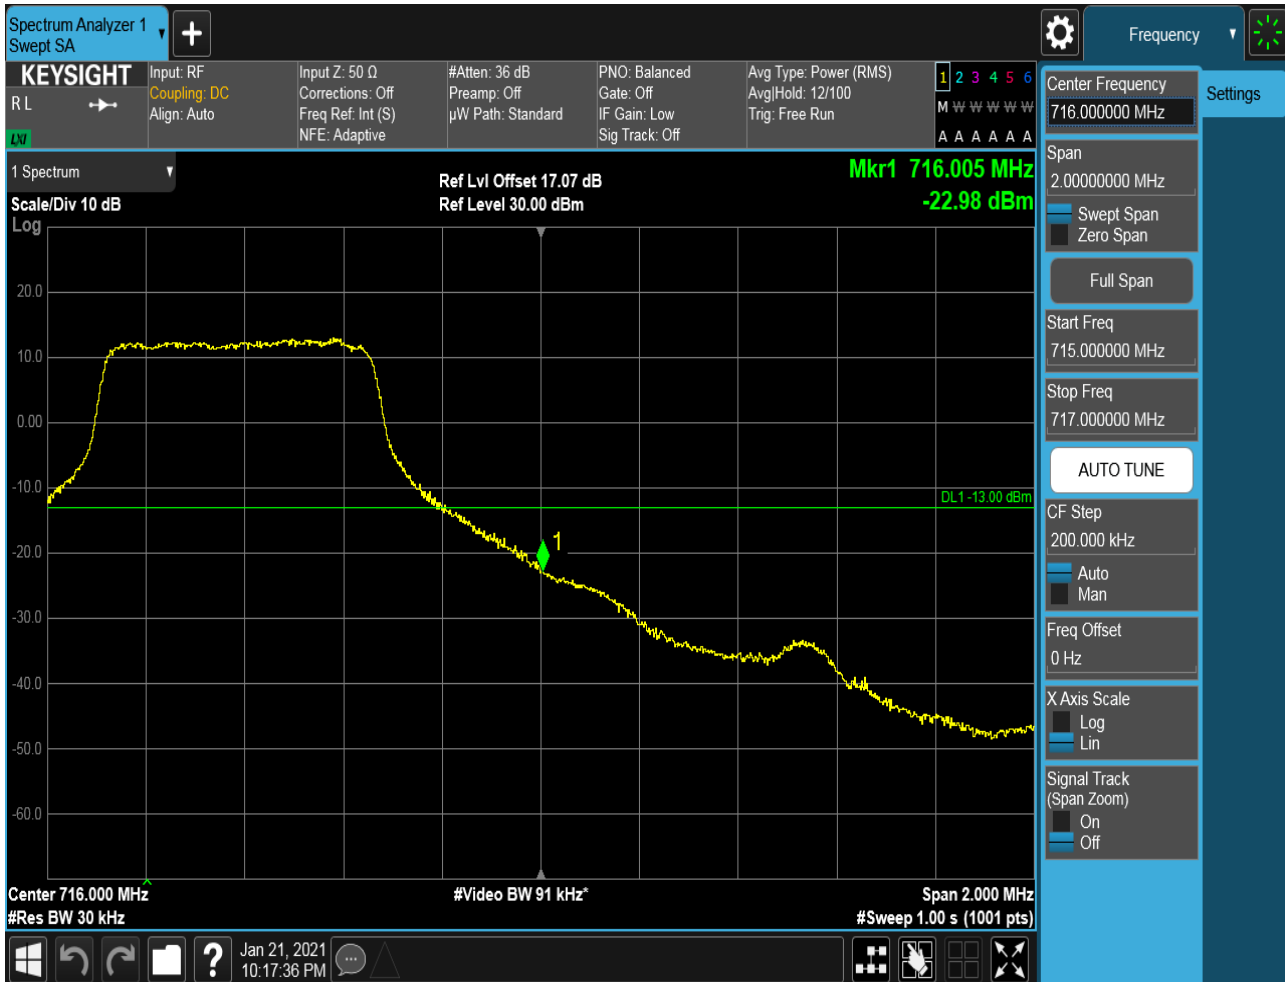 Spectrum Analyzer 1
Swept SA
Frequency
KEYSIGHT
R L
LXI
Input: RF
Coupling: DC
Align: Auto
Input Z: 50 Ω
Corrections: Off
Freq Ref: Int (S)
NFE: Adaptive
#Atten: 36 dB
Preamp: Off
µW Path: Standard
PNO: Balanced
Gate: Off
IF Gain: Low
Sig Track: Off
Avg Type: Power (RMS)
Avg|Hold: 12/100
Trig: Free Run
1 2 3 4 5 6
M W W W W W
A A A A A A
Center Frequency
716.000000 MHz
Settings
Span
2.00000000 MHz
Swept Span
Zero Span
Full Span
Start Freq
715.000000 MHz
Stop Freq
717.000000 MHz
AUTO TUNE
CF Step
200.000 kHz
Auto
Man
Freq Offset
0 Hz
X Axis Scale
Log
Lin
Signal Track
(Span Zoom)
On
Off
1 Spectrum
Scale/Div 10 dB
Log
Ref Lvl Offset 17.07 dB
Ref Level 30.00 dBm
Mkr1 716.005 MHz
-22.98 dBm
20.0
10.0
0.00
-10.0
DL1 -13.00 dBm
1
-20.0
-30.0
-40.0
-50.0
-60.0
Center 716.000 MHz
#Video BW 91 kHz*
Span 2.000 MHz
#Res BW 30 kHz
#Sweep 1.00 s (1001 pts)
?
Jan 21, 2021
10:17:36 PM